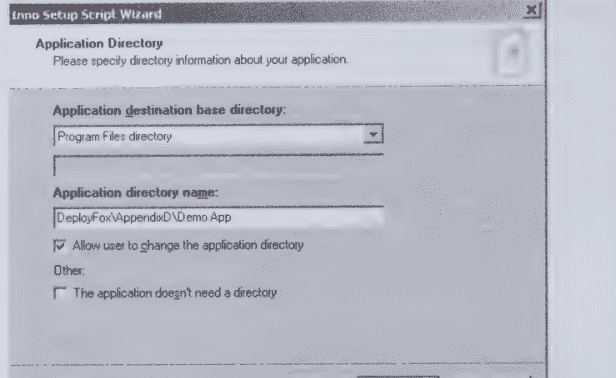 Inno Setup Script Wizard
Application Directory
Please specify directory information about your application.
Application destination base directory:
Program Files directory
Application directory name:
DeployFox\AppendixD\Demo App
Allow user to change the application directory
Other:
The application doesn't need a directory